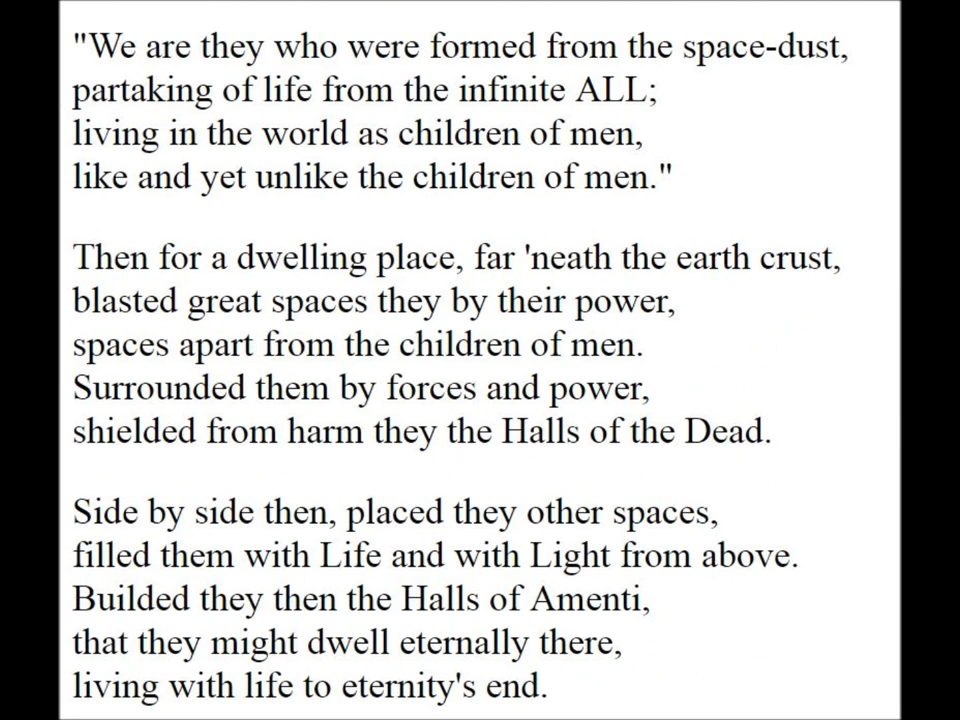 "We are they who were formed from the space-dust,
partaking of life from the infinite ALL;
living in the world as children of men,
like and yet unlike the children of men."
Then for a dwelling place, far 'neath the earth crust,
blasted great spaces they by their power,
spaces apart from the children of men.
Surrounded them by forces and power,
shielded from harm they the Halls of the Dead.
Side by side then, placed they other spaces,
filled them with Life and with Light from above.
Builded they then the Halls of Amenti,
that they might dwell eternally there,
living with life to eternity's end.